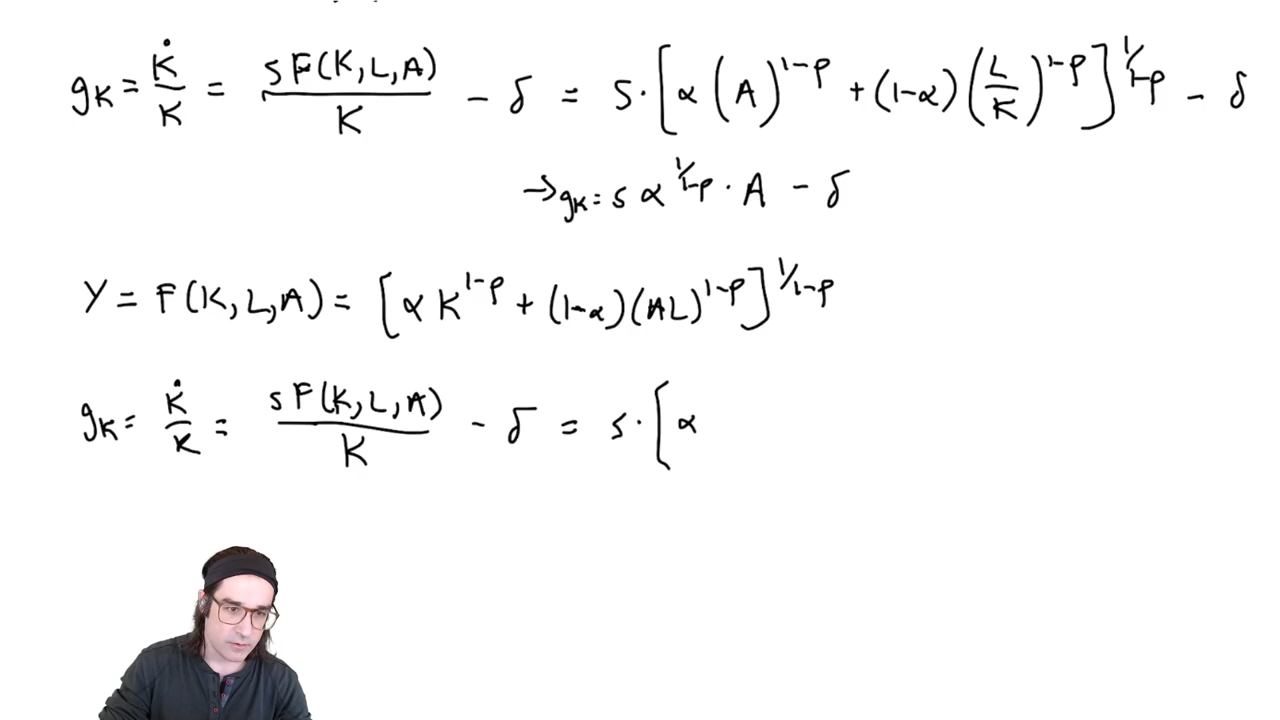 gK = K̇/K = sF(K,L,A)/K − δ = s·[α(A)^{1−ρ} + (1−α)(L/K)^{1−ρ}]^{1/1−ρ} − δ
→ gK = s α^{1/1−ρ} · A − δ
Y = F(K,L,A) = [αK^{1−ρ} + (1−α)(AL)^{1−ρ}]^{1/1−ρ}
gK = K̇/K = sF(K,L,A)/K − δ = s·[α